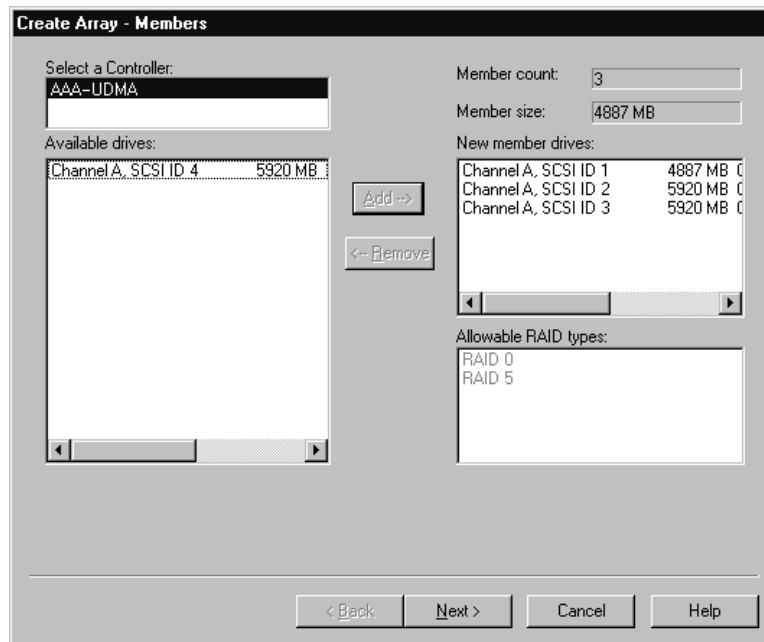 Create Array - Members
Select a Controller:
AAA-UDMA
Member count: 3
Member size: 4887 MB
Available drives:
Channel A, SCSI ID 4 5920 MB
Add -->
<-- Remove
New member drives:
Channel A, SCSI ID 1 4887 MB
Channel A, SCSI ID 2 5920 MB
Channel A, SCSI ID 3 5920 MB
Allowable RAID types:
RAID 0
RAID 5
< Back
Next >
Cancel
Help